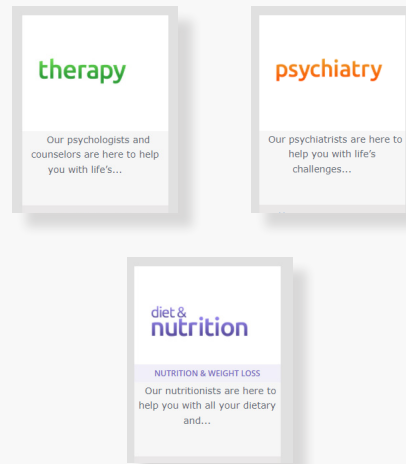 therapy
Our psychologists and
counselors are here to help
you with life's...
psychiatry
Our psychiatrists are here to
help you with life's
challenges...
diet &
nutrition
NUTRITION & WEIGHT LOSS
Our nutritionists are here to
help you with all your dietary
and...